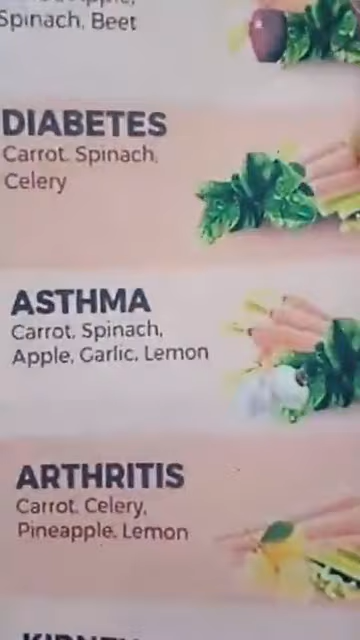 Spinach, Beet
DIABETES
Carrot, Spinach,
Celery
ASTHMA
Carrot, Spinach,
Apple, Garlic, Lemon
ARTHRITIS
Carrot, Celery,
Pineapple, Lemon